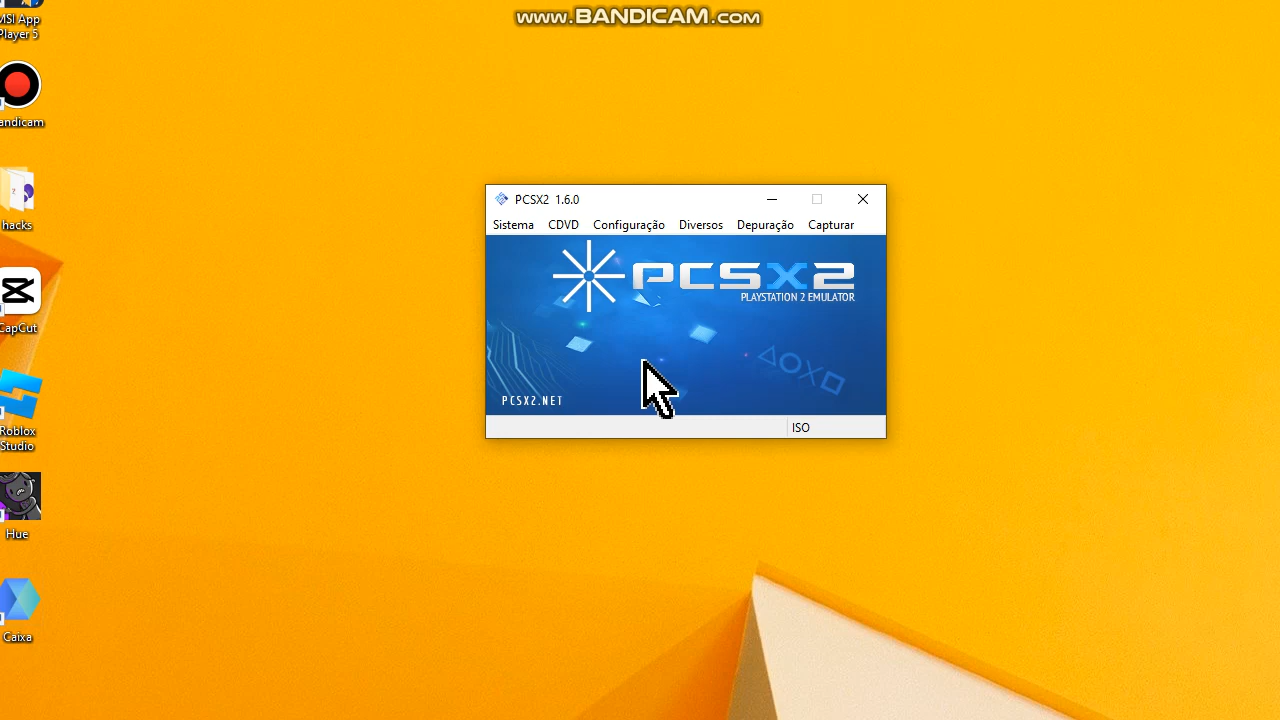 www.BANDICAM.com
MSI App
Player 5
andicam
hacks
CapCut
Roblox
Studio
Hue
Caixa
PCSX2 1.6.0
Sistema CDVD Configuração Diversos Depuração Capturar
PCSX2
PLAYSTATION 2 EMULATOR
PCSX2.NET
ISO